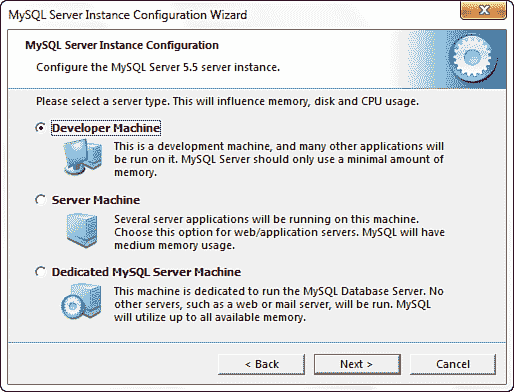 MySQL Server Instance Configuration Wizard
MySQL Server Instance Configuration
Configure the MySQL Server 5.5 server instance.
Please select a server type. This will influence memory, disk and CPU usage.
Developer Machine
This is a development machine, and many other applications will
be run on it. MySQL Server should only use a minimal amount of
memory.
Server Machine
Several server applications will be running on this machine.
Choose this option for web/application servers. MySQL will have
medium memory usage.
Dedicated MySQL Server Machine
This machine is dedicated to run the MySQL Database Server. No
other servers, such as a web or mail server, will be run. MySQL
will utilize up to all available memory.
< Back Next > Cancel